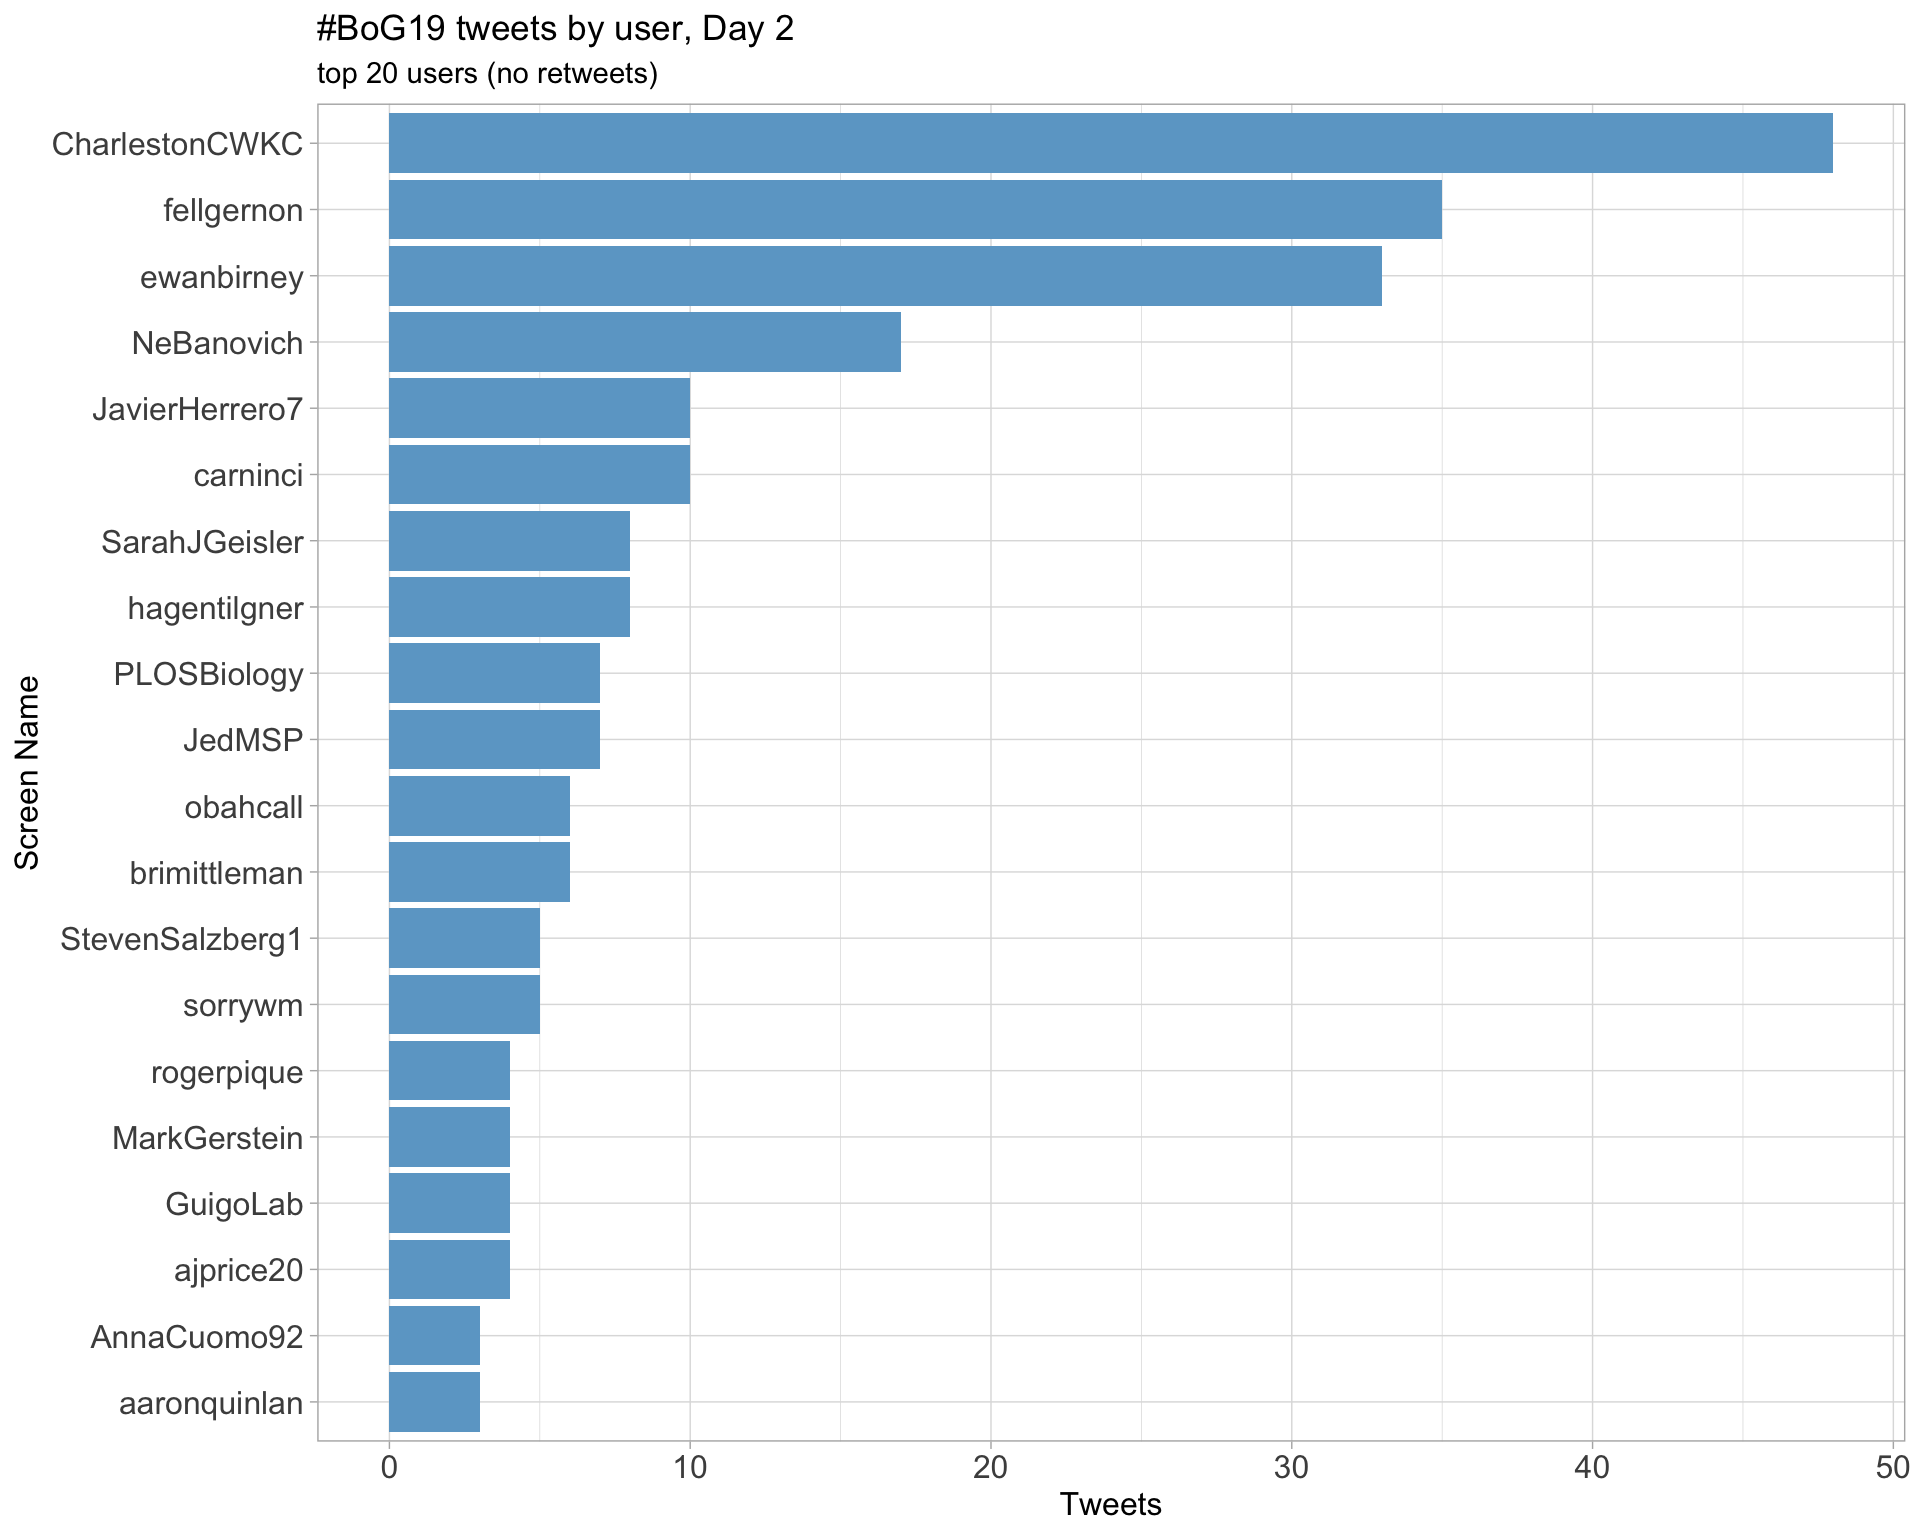 #BoG19 tweets by user, Day 2
top 20 users (no retweets)
Screen Name
CharlestonCWKC
fellgernon
ewanbirney
NeBanovich
JavierHerrero7
carninci
SarahJGeisler
hagentilgner
PLOSBiology
JedMSP
obahcall
brimittleman
StevenSalzberg1
sorrywm
rogerpique
MarkGerstein
GuigoLab
ajprice20
AnnaCuomo92
aaronquinlan
0 10 20 30 40 50
Tweets